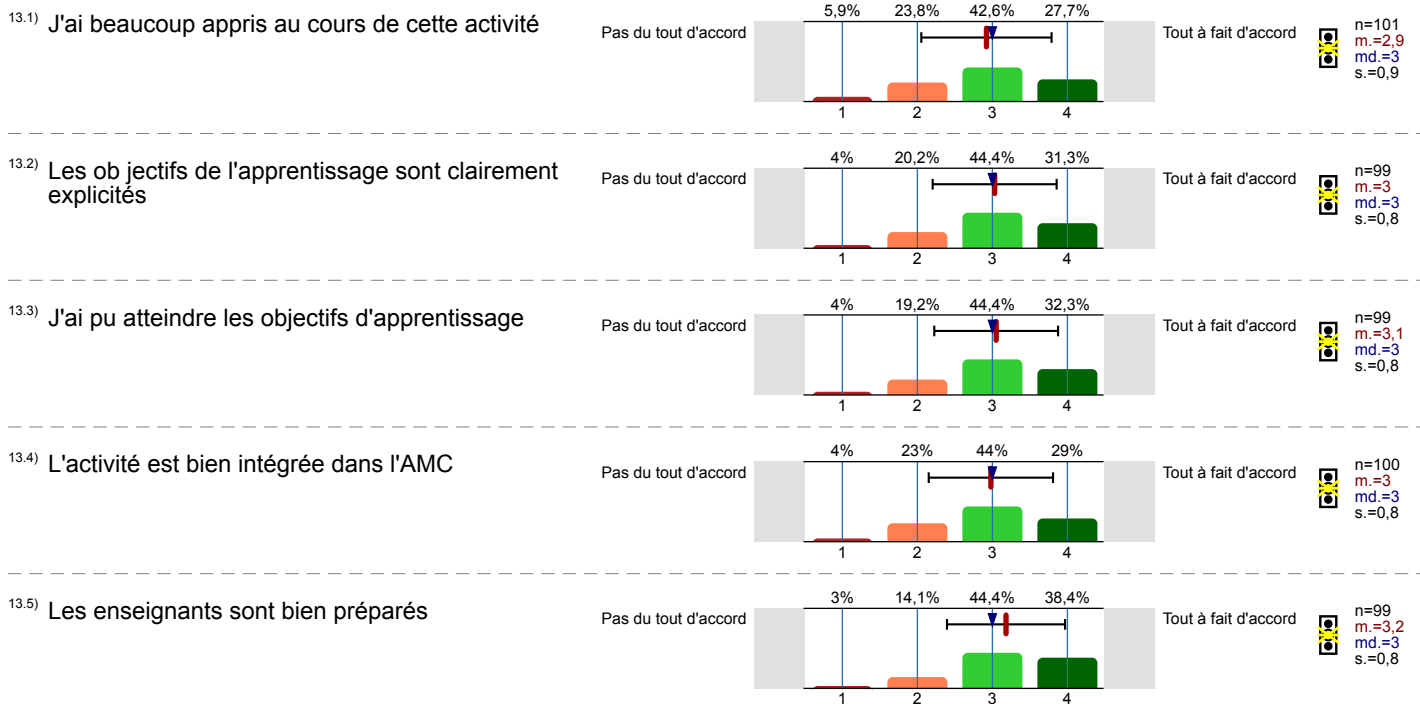 5,9% 23,8% 42,6% 27,7%
13.1) J'ai beaucoup appris au cours de cette activité
Pas du tout d'accord
Tout à fait d'accord
n=101
m.=2,9
md.=3
s.=0,9
1 2 3 4
4% 20,2% 44,4% 31,3%
13.2) Les ob jectifs de l'apprentissage sont clairement
explicités
Pas du tout d'accord
Tout à fait d'accord
n=99
m.=3
md.=3
s.=0,8
1 2 3 4
4% 19,2% 44,4% 32,3%
13.3) J'ai pu atteindre les objectifs d'apprentissage
Pas du tout d'accord
Tout à fait d'accord
n=99
m.=3,1
md.=3
s.=0,8
1 2 3 4
4% 23% 44% 29%
13.4) L'activité est bien intégrée dans l'AMC
Pas du tout d'accord
Tout à fait d'accord
n=100
m.=3
md.=3
s.=0,8
1 2 3 4
3% 14,1% 44,4% 38,4%
13.5) Les enseignants sont bien préparés
Pas du tout d'accord
Tout à fait d'accord
n=99
m.=3,2
md.=3
s.=0,8
1 2 3 4